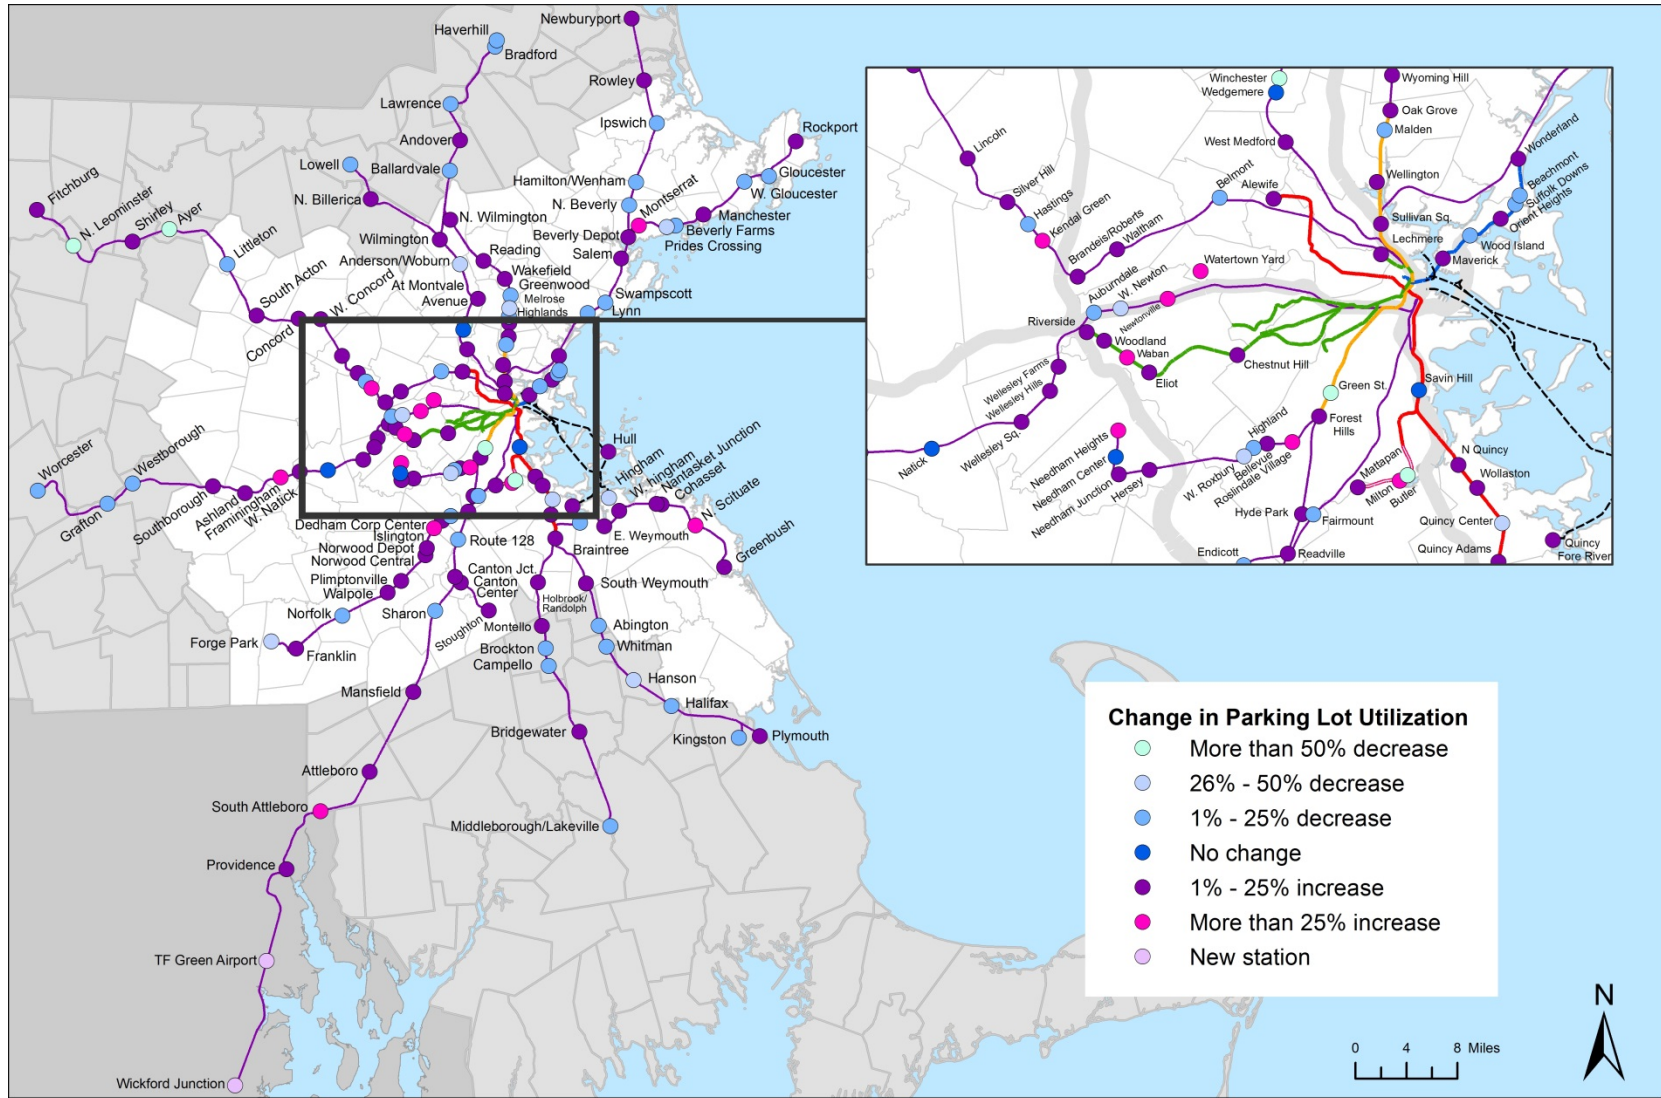 Newburyport
Haverhill
Bradford
Rowley
Lawrence
Ipswich
Andover
Rockport
Lowell
Ballardvale
Gloucester
Hamilton/Wenham
W. Gloucester
Fitchburg
N. Billerica
N. Beverly
Montserrat
Manchester
N. Leominster
Shirley
Ayer
N. Wilmington
Beverly Farms
Wilmington
Beverly Depot
Prides Crossing
Littleton
Reading
Salem
Anderson/Woburn
Wakefield
At Montvale
Avenue
Greenwood
Melrose
Highlands
Swampscott
Lynn
South Acton
W. Concord
Concord
Worcester
Westborough
Grafton
Southborough
Ashland
Framiningham
W. Natick
Hull
Hingham
W. hingham
Nantasket Junction
Cohasset
N. Scituate
Greenbush
E. Weymouth
Dedham Corp Center
Islington
Route 128
Norwood Depot
Norwood Central
Braintree
Plimptonville
Walpole
Canton Jct.
Canton
Center
South Weymouth
Holbrook/
Randolph
Norfolk
Sharon
Stoughton
Montello
Abington
Forge Park
Franklin
Brockton
Whitman
Campello
Hanson
Mansfield
Halifax
Bridgewater
Kingston
Plymouth
Attleboro
South Attleboro
Middleborough/Lakeville
Providence
TF Green Airport
Wickford Junction
Winchester
Wedgemere
Wyoming Hill
Oak Grove
Malden
Lincoln
West Medford
Wonderland
Silver Hill
Hastings
Kendal Green
Belmont
Alewife
Wellington
Beachmont
Suffolk Downs
Orient Heights
Brandeis/Roberts
Waltham
Sullivan Sq.
Lechmere
Wood Island
Maverick
Watertown Yard
Auburndale
W. Newton
Newtonville
Riverside
Woodland
Waban
Eliot
Chestnut Hill
Wellesley Farms
Wellesley Hills
Wellesley Sq.
Natick
Green St.
Savin Hill
Forest
Hills
Highland
Bellevue
Roslindale Village
W. Roxbury
Needham Heights
Needham Center
Needham Junction
Hersey
Mattapan
Milton
Butler
N Quincy
Wollaston
Hyde Park
Fairmount
Quincy Center
Endicott
Readville
Quincy Adams
Quincy
Fore River
Change in Parking Lot Utilization
More than 50% decrease
26% - 50% decrease
1% - 25% decrease
No change
1% - 25% increase
More than 25% increase
New station
N
0 4 8 Miles